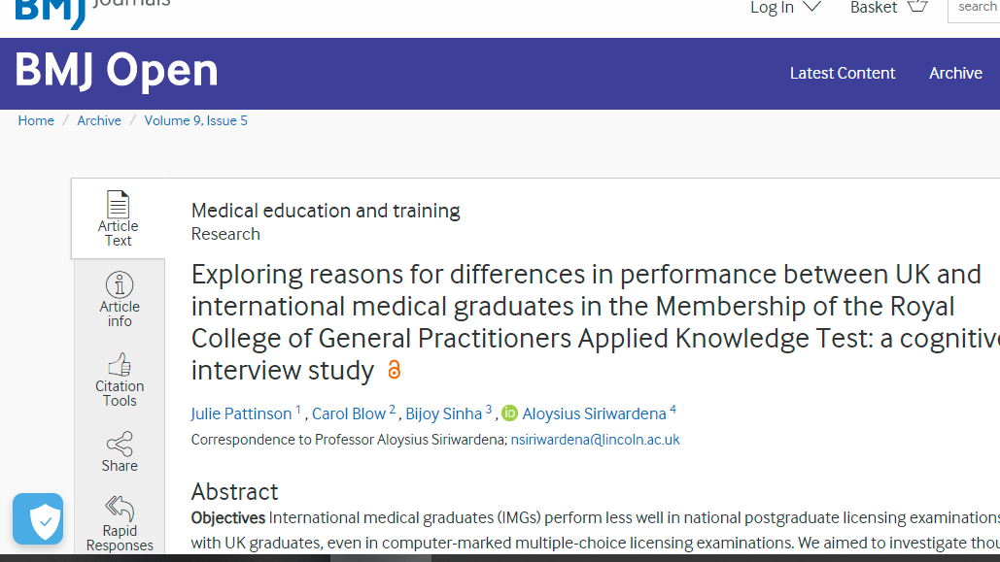 BMJ Journals
Log In
Basket
search
BMJ Open
Latest Content
Archive
Home / Archive / Volume 9, Issue 5
Article
Text
Article
info
Citation
Tools
Share
Rapid
Responses
Medical education and training
Research
Exploring reasons for differences in performance between UK and
international medical graduates in the Membership of the Royal
College of General Practitioners Applied Knowledge Test: a cognitive
interview study
Julie Pattinson 1, Carol Blow 2, Bijoy Sinha 3, iD Aloysius Siriwardena 4
Correspondence to Professor Aloysius Siriwardena; nsiriwardena@lincoln.ac.uk
Abstract
Objectives International medical graduates (IMGs) perform less well in national postgraduate licensing examinations
with UK graduates, even in computer-marked multiple-choice licensing examinations. We aimed to investigate